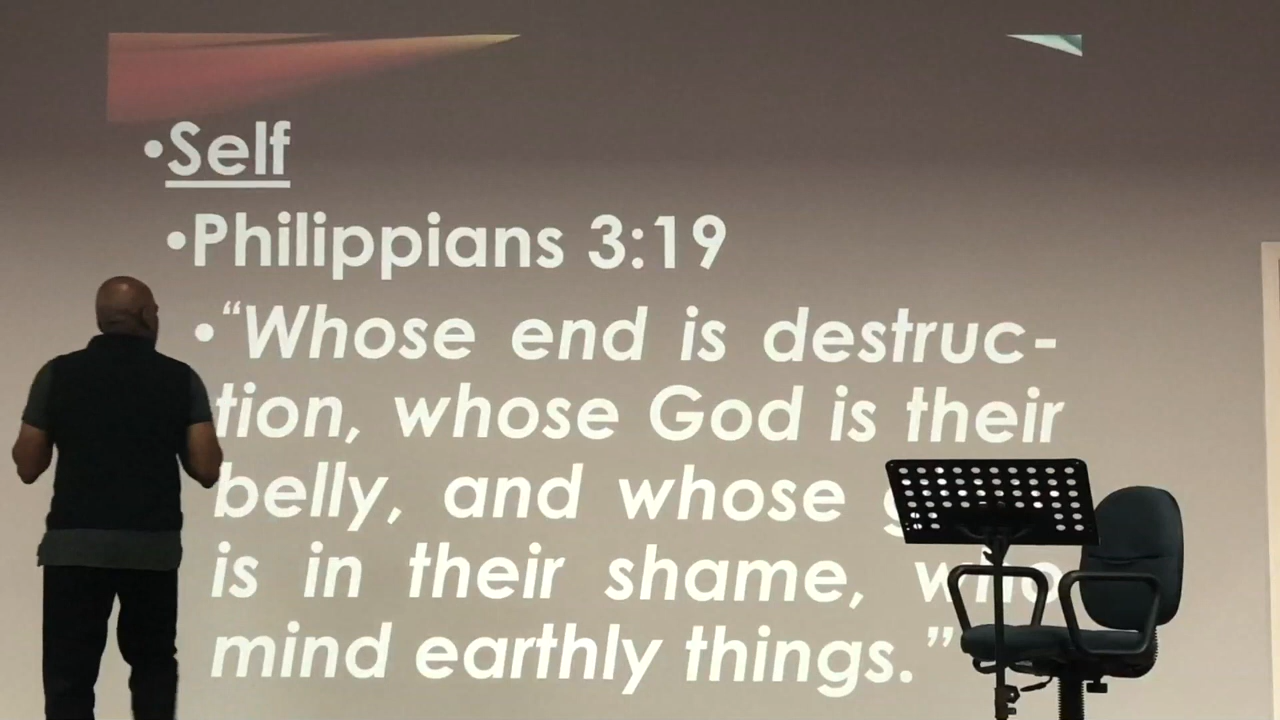 •Self
•Philippians 3:19
•“Whose end is destruc-
tion, whose God is their
belly, and whose
is in their shame, who
mind earthly things.”